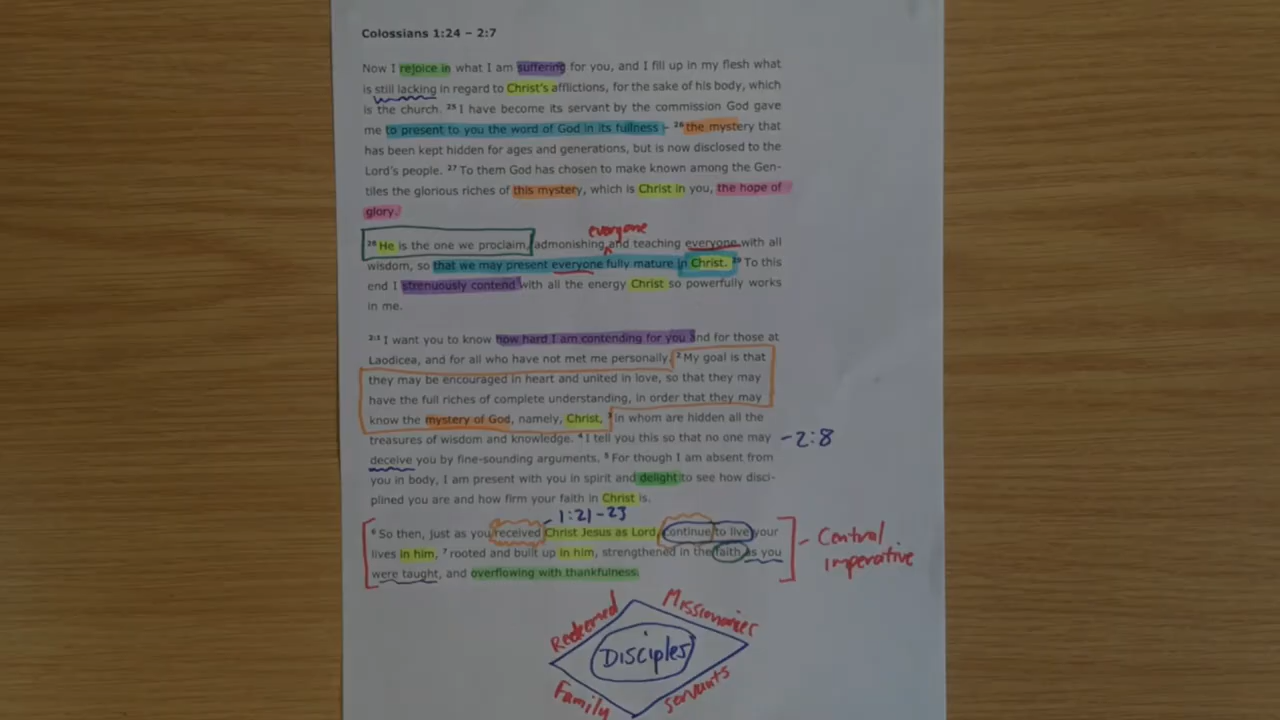 Colossians 1:24 – 2:7
Now I rejoice in what I am suffering for you, and I fill up in my flesh what
is still lacking in regard to Christ's afflictions, for the sake of his body, which
is the church. 25 I have become its servant by the commission God gave
me to present to you the word of God in its fullness – 26 the mystery that
has been kept hidden for ages and generations, but is now disclosed to the
Lord's people. 27 To them God has chosen to make known among the Gen-
tiles the glorious riches of this mystery, which is Christ in you, the hope of
glory.
everyone
28 He is the one we proclaim, admonishing and teaching everyone with all
wisdom, so that we may present everyone fully mature in Christ. 29 To this
end I strenuously contend with all the energy Christ so powerfully works
in me.
2:1 I want you to know how hard I am contending for you and for those at
Laodicea, and for all who have not met me personally. 2 My goal is that
they may be encouraged in heart and united in love, so that they may
have the full riches of complete understanding, in order that they may
know the mystery of God, namely, Christ, 3 in whom are hidden all the
treasures of wisdom and knowledge. 4 I tell you this so that no one may – 2:8
deceive you by fine-sounding arguments. 5 For though I am absent from
you in body, I am present with you in spirit and delight to see how disci-
plined you are and how firm your faith in Christ is.
– 1:21-23
6 So then, just as you received Christ Jesus as Lord, continue to live your
lives in him, 7 rooted and built up in him, strengthened in the faith as you
were taught, and overflowing with thankfulness.
– Central
imperative
Redeemed
Missionaries
Disciples
Family
servants